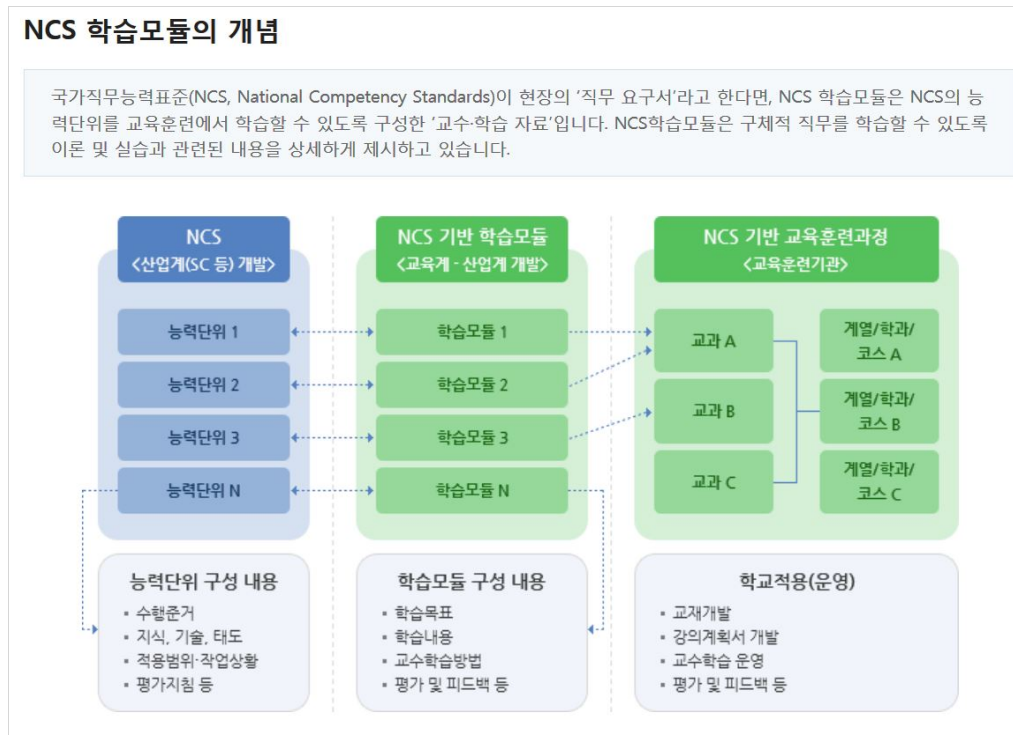 NCS 학습모듈의 개념
국가직무능력표준(NCS, National Competency Standards)이 현장의 '직무 요구서'라고 한다면, NCS 학습모듈은 NCS의 능
력단위를 교육훈련에서 학습할 수 있도록 구성한 '교수·학습 자료'입니다. NCS학습모듈은 구체적 직무를 학습할 수 있도록
이론 및 실습과 관련된 내용을 상세하게 제시하고 있습니다.
NCS
<산업계(SC 등) 개발>
능력단위 1
능력단위 2
능력단위 3
능력단위 N
NCS 기반 학습모듈
<교육계 - 산업계 개발>
학습모듈 1
학습모듈 2
학습모듈 3
학습모듈 N
NCS 기반 교육훈련과정
<교육훈련기관>
교과 A
교과 B
교과 C
계열/학과/
코스 A
계열/학과/
코스 B
계열/학과/
코스 C
능력단위 구성 내용
▪ 수행준거
▪ 지식, 기술, 태도
▪ 적용범위·작업상황
▪ 평가지침 등
학습모듈 구성 내용
▪ 학습목표
▪ 학습내용
▪ 교수학습방법
▪ 평가 및 피드백 등
학교적용(운영)
▪ 교재개발
▪ 강의계획서 개발
▪ 교수학습 운영
▪ 평가 및 피드백 등